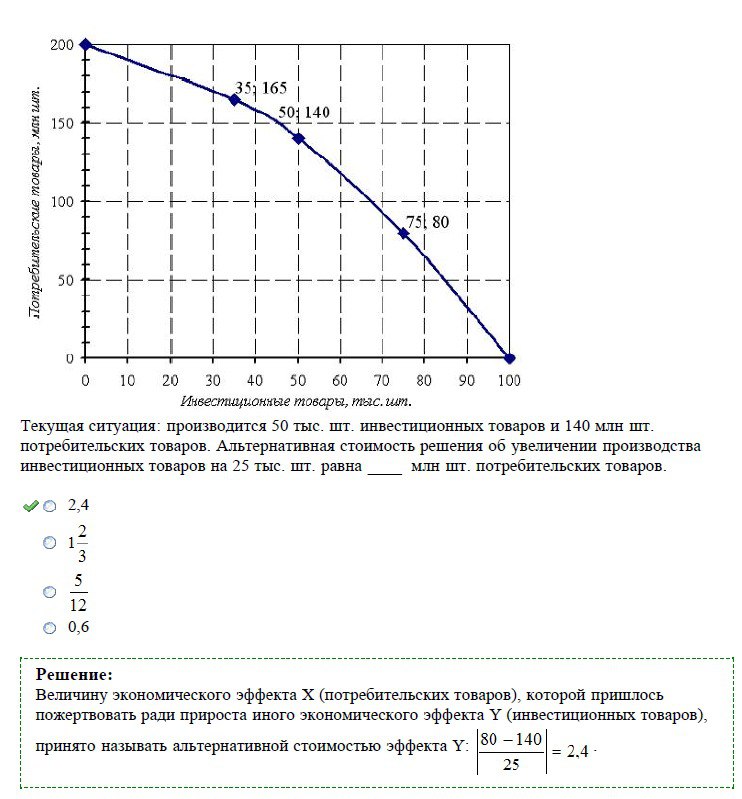 200
150
100
50
0
Потребительские товары, млн шт.
35; 165
50; 140
75; 80
0 10 20 30 40 50 60 70 80 90 100
Инвестиционные товары, тыс. шт.
Текущая ситуация: производится 50 тыс. шт. инвестиционных товаров и 140 млн шт.
потребительских товаров. Альтернативная стоимость решения об увеличении производства
инвестиционных товаров на 25 тыс. шт. равна ____ млн шт. потребительских товаров.
2,4
1 2/3
5/12
0,6
Решение:
Величину экономического эффекта X (потребительских товаров), которой пришлось
пожертвовать ради прироста иного экономического эффекта Y (инвестиционных товаров),
принято называть альтернативной стоимостью эффекта Y: |80 – 140 / 25| = 2,4 .